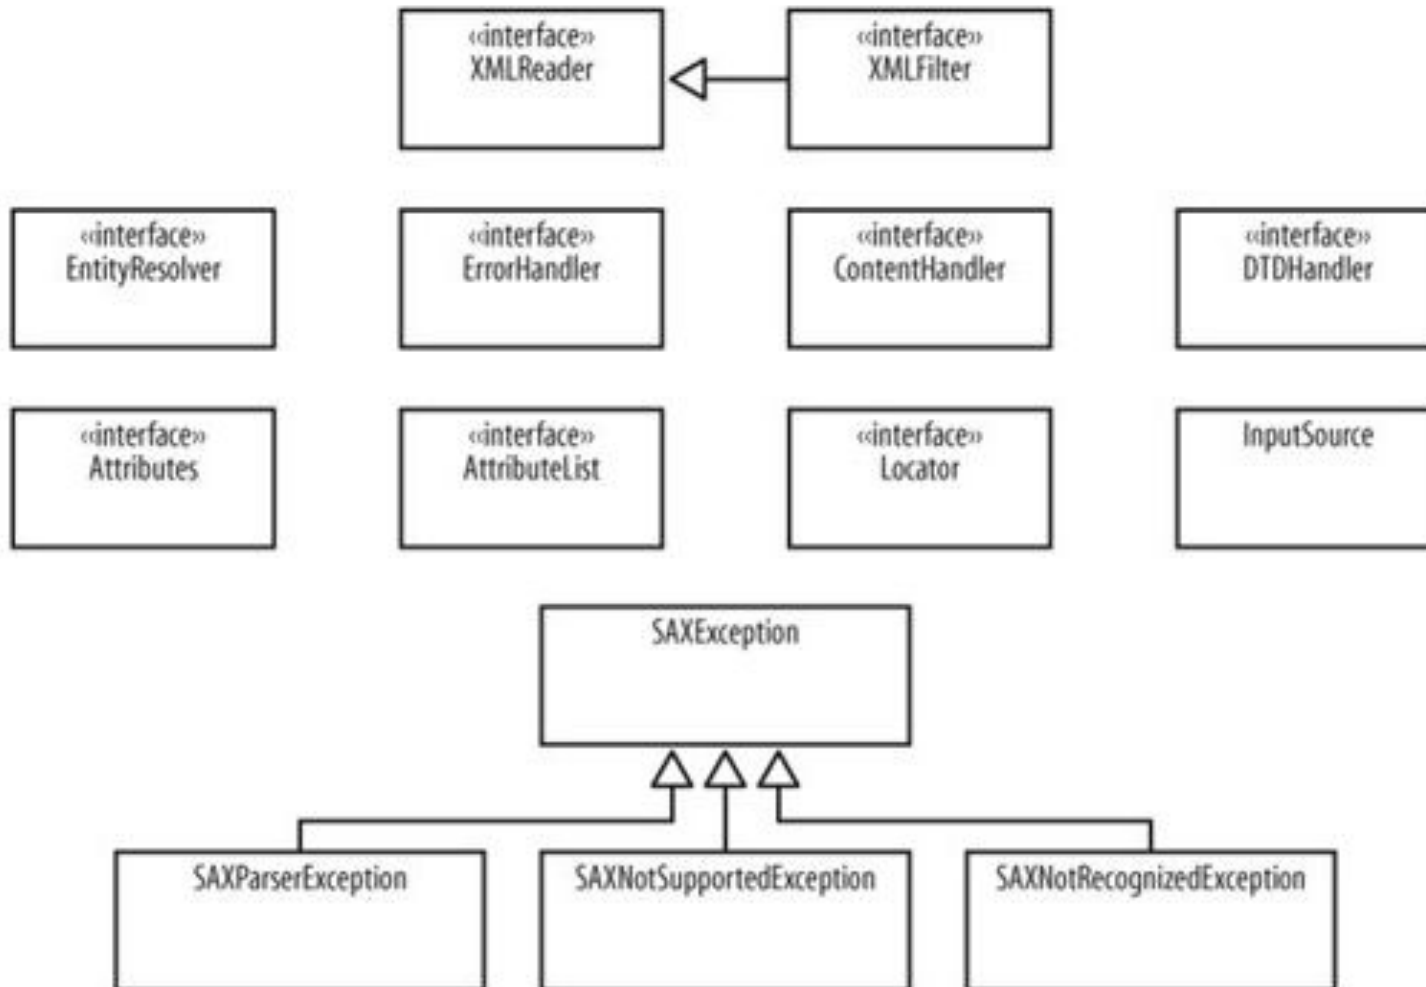 «interface»
XMLReader
«interface»
XMLFilter
«interface»
EntityResolver
«interface»
ErrorHandler
«interface»
ContentHandler
«interface»
DTDHandler
«interface»
Attributes
«interface»
AttributeList
«interface»
Locator
InputSource
SAXException
SAXParserException
SAXNotSupportedException
SAXNotRecognizedException